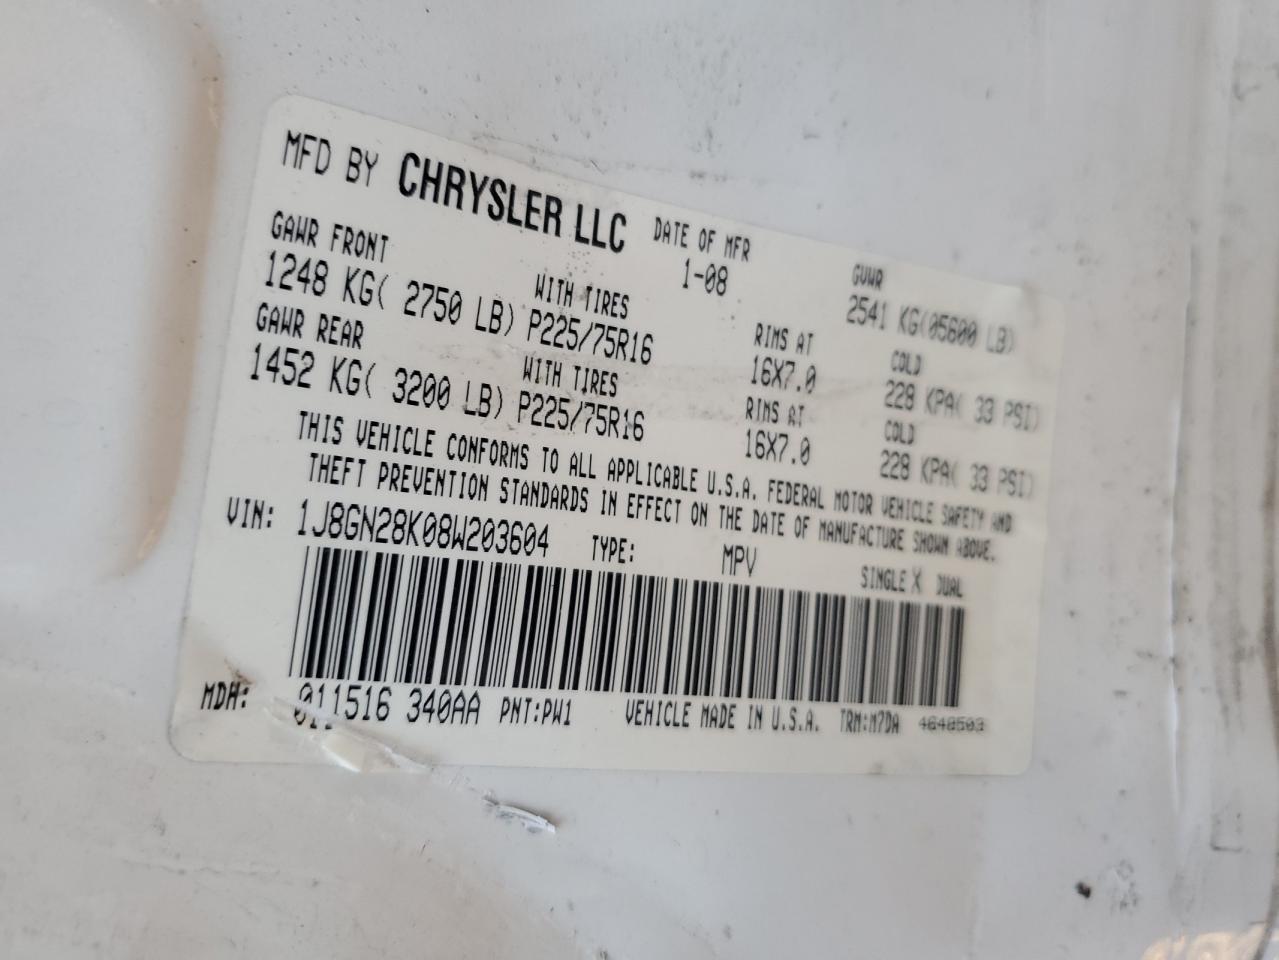 MFD BY CHRYSLER LLC DATE OF MFR GVWR
1-08 2541 KG(05600 LB)
GAWR FRONT WITH TIRES RIMS AT COLD
1248 KG( 2750 LB) P225/75R16 16X7.0 228 KPA( 33 PSI)
GAWR REAR WITH TIRES RIMS AT COLD
1452 KG( 3200 LB) P225/75R16 16X7.0 228 KPA( 33 PSI)
THIS VEHICLE CONFORMS TO ALL APPLICABLE U.S.A. FEDERAL MOTOR VEHICLE SAFETY AND
THEFT PREVENTION STANDARDS IN EFFECT ON THE DATE OF MANUFACTURE SHOWN ABOVE.
VIN: 1J8GN28K08W203604 TYPE: MPV SINGLE X DUAL
MDH: 011516 340AA PNT:PW1 VEHICLE MADE IN U.S.A. TRM:M7DA 4648503